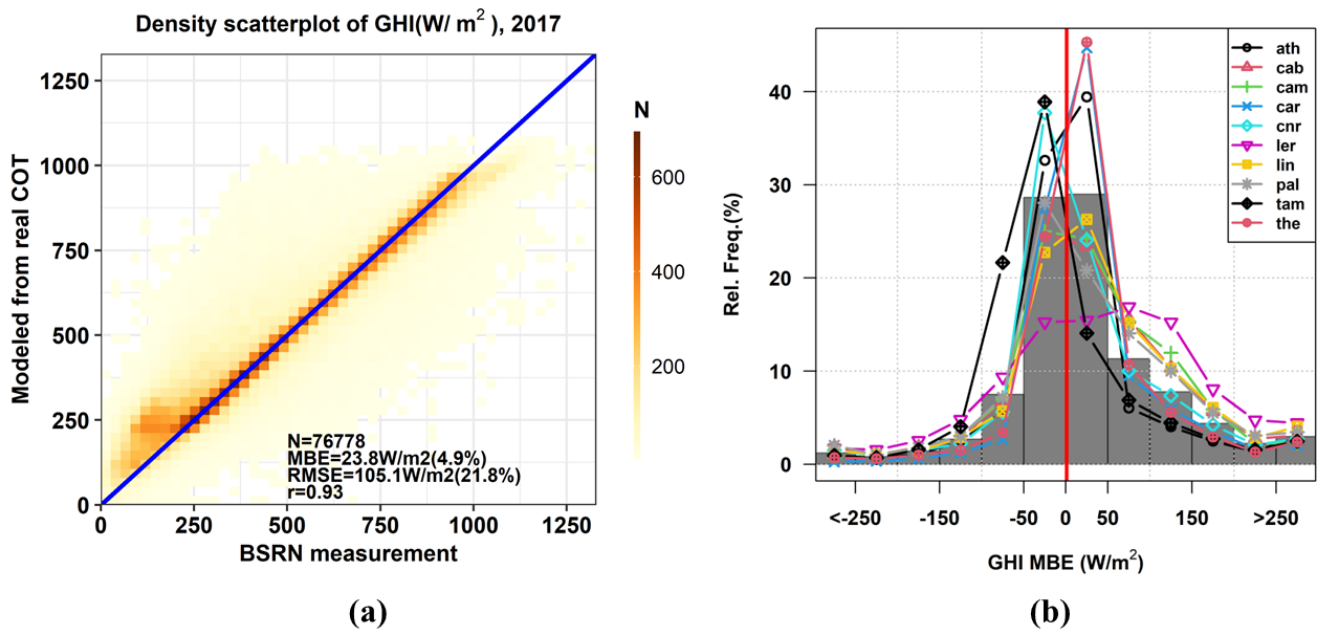 Density scatterplot of GHI(W/ m²), 2017
Modeled from real COT
1250
1000
750
500
250
0
N=76778
MBE=23.8W/m2(4.9%)
RMSE=105.1W/m2(21.8%)
r=0.93
0 250 500 750 1000 1250
BSRN measurement
N
600
400
200
(a)
Rel. Freq.(%)
40
30
20
10
0
ath
cab
cam
car
cnr
ler
lin
pal
tam
the
<-250 -150 -50 0 50 150 >250
GHI MBE (W/m²)
(b)